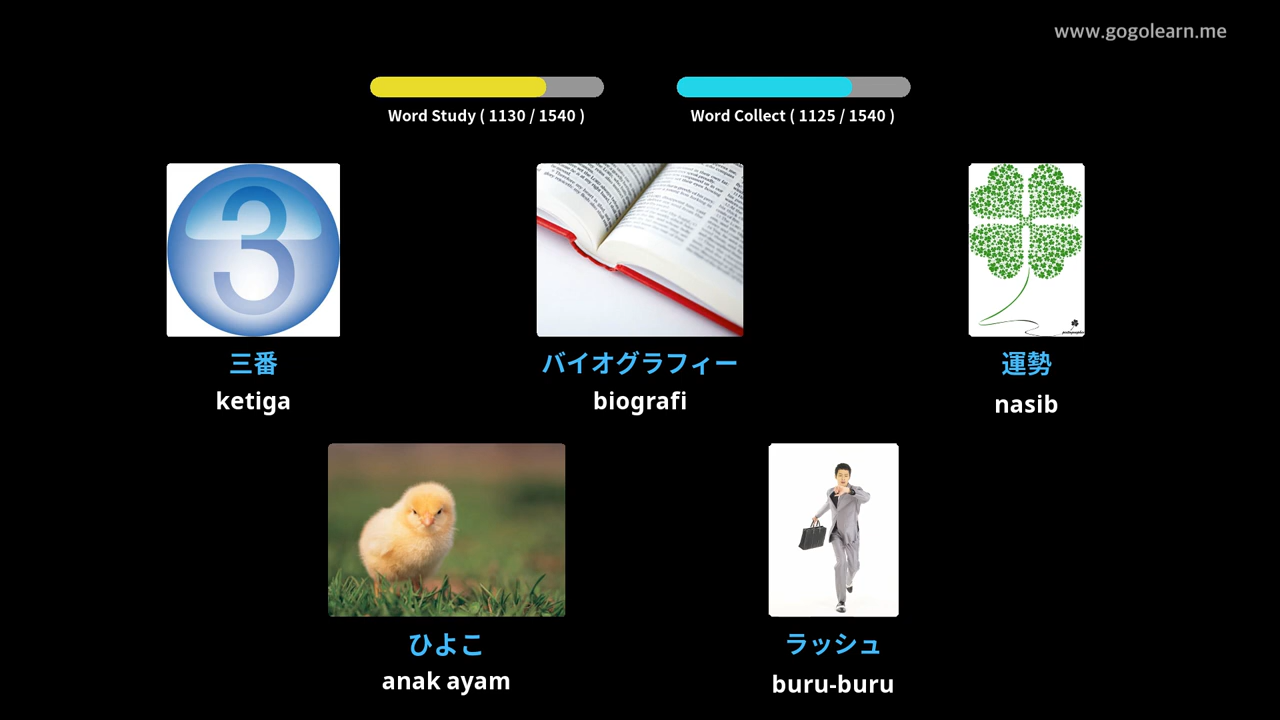 www.gogolearn.me
Word Study ( 1130 / 1540 )
Word Collect ( 1125 / 1540 )
3
三番
ketiga
バイオグラフィー
biografi
運勢
nasib
ひよこ
anak ayam
ラッシュ
buru-buru